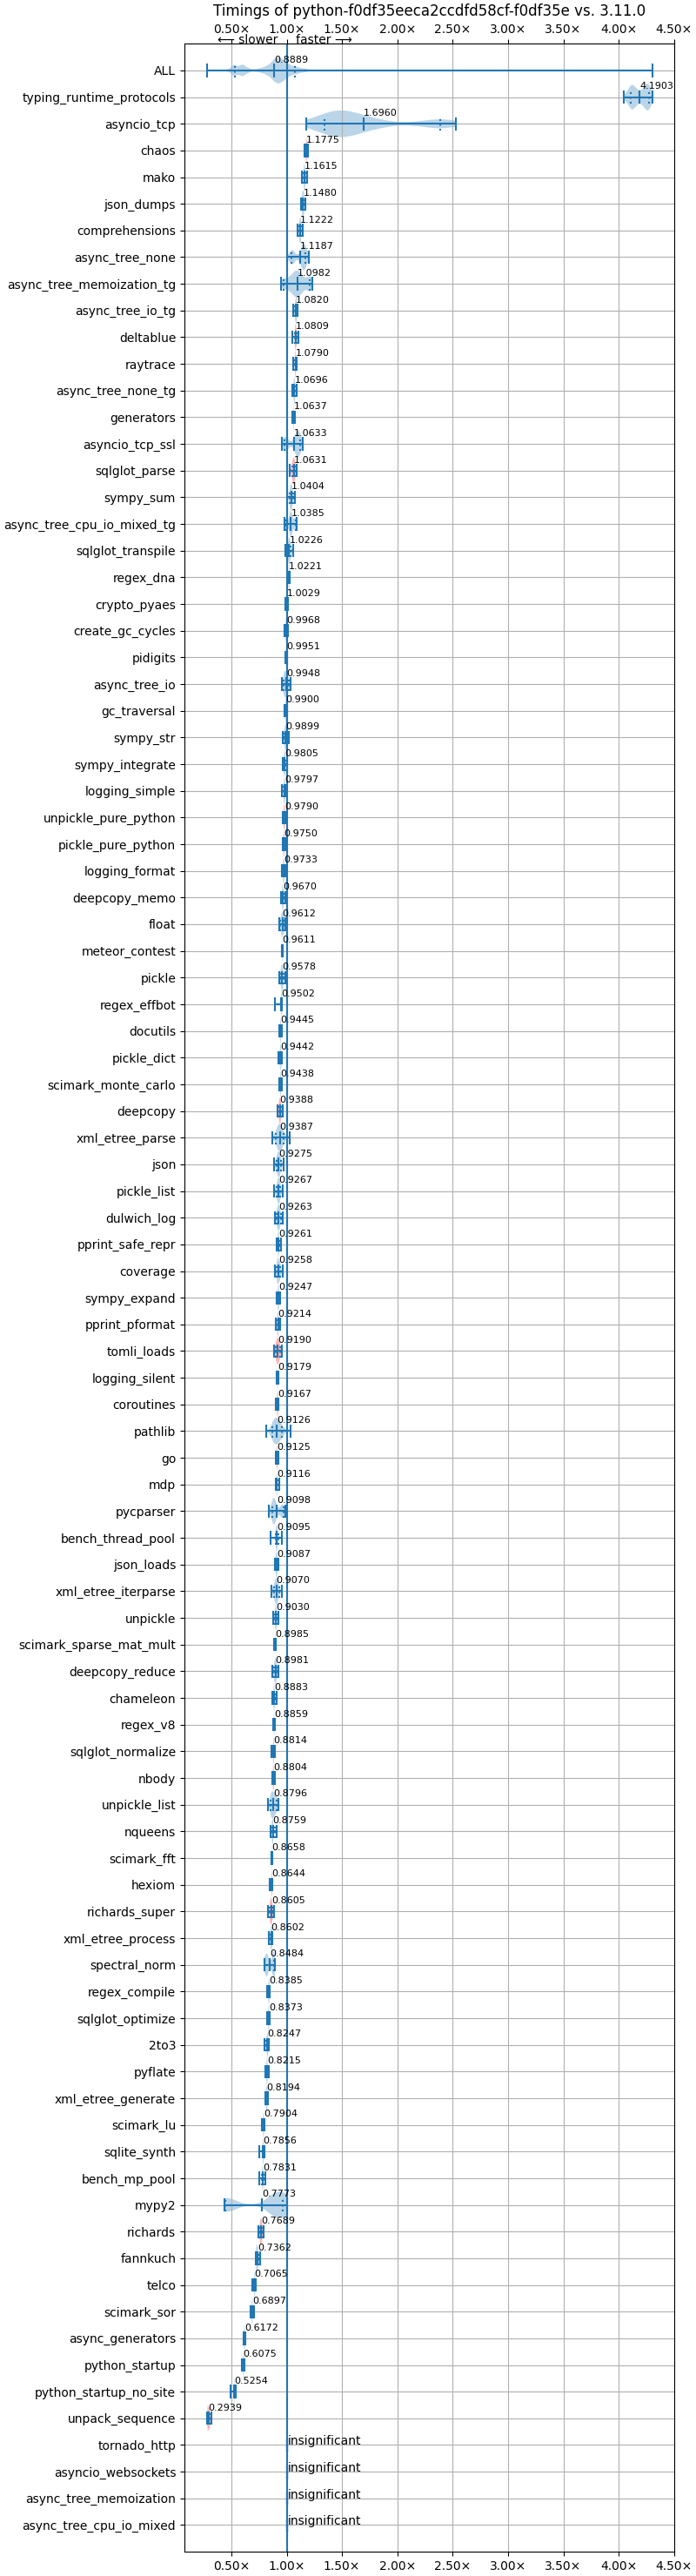 Timings of python-f0df35eeca2ccdfd58cf-f0df35e vs. 3.11.0
0.50× 1.00× 1.50× 2.00× 2.50× 3.00× 3.50× 4.00× 4.50×
⟵ slower faster ⟶
ALL 0.8889
typing_runtime_protocols 4.1903
asyncio_tcp 1.6960
chaos 1.1775
mako 1.1615
json_dumps 1.1480
comprehensions 1.1222
async_tree_none 1.1187
async_tree_memoization_tg 1.0982
async_tree_io_tg 1.0820
deltablue 1.0809
raytrace 1.0790
async_tree_none_tg 1.0696
generators 1.0637
asyncio_tcp_ssl 1.0633
sqlglot_parse 1.0631
sympy_sum 1.0404
async_tree_cpu_io_mixed_tg 1.0385
sqlglot_transpile 1.0226
regex_dna 1.0221
crypto_pyaes 1.0029
create_gc_cycles 0.9968
pidigits 0.9951
async_tree_io 0.9948
gc_traversal 0.9900
sympy_str 0.9899
sympy_integrate 0.9805
logging_simple 0.9797
unpickle_pure_python 0.9790
pickle_pure_python 0.9750
logging_format 0.9733
deepcopy_memo 0.9670
float 0.9612
meteor_contest 0.9611
pickle 0.9578
regex_effbot 0.9502
docutils 0.9445
pickle_dict 0.9442
scimark_monte_carlo 0.9438
deepcopy 0.9388
xml_etree_parse 0.9387
json 0.9275
pickle_list 0.9267
dulwich_log 0.9263
pprint_safe_repr 0.9261
coverage 0.9258
sympy_expand 0.9247
pprint_pformat 0.9214
tomli_loads 0.9190
logging_silent 0.9179
coroutines 0.9167
pathlib 0.9126
go 0.9125
mdp 0.9116
pycparser 0.9098
bench_thread_pool 0.9095
json_loads 0.9087
xml_etree_iterparse 0.9070
unpickle 0.9030
scimark_sparse_mat_mult 0.8985
deepcopy_reduce 0.8981
chameleon 0.8883
regex_v8 0.8859
sqlglot_normalize 0.8814
nbody 0.8804
unpickle_list 0.8796
nqueens 0.8759
scimark_fft 0.8658
hexiom 0.8644
richards_super 0.8605
xml_etree_process 0.8602
spectral_norm 0.8484
regex_compile 0.8385
sqlglot_optimize 0.8373
2to3 0.8247
pyflate 0.8215
xml_etree_generate 0.8194
scimark_lu 0.7904
sqlite_synth 0.7856
bench_mp_pool 0.7831
mypy2 0.7773
richards 0.7689
fannkuch 0.7362
telco 0.7065
scimark_sor 0.6897
async_generators 0.6172
python_startup 0.6075
python_startup_no_site 0.5254
unpack_sequence 0.2939
tornado_http insignificant
asyncio_websockets insignificant
async_tree_memoization insignificant
async_tree_cpu_io_mixed insignificant
0.50× 1.00× 1.50× 2.00× 2.50× 3.00× 3.50× 4.00× 4.50×